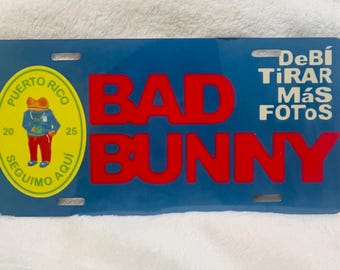 PUERTO RICO
20 25
SEGUIMO AQUÍ
BAD
BUNNY
DeBÍ
TiRAR
MáS
FOToS